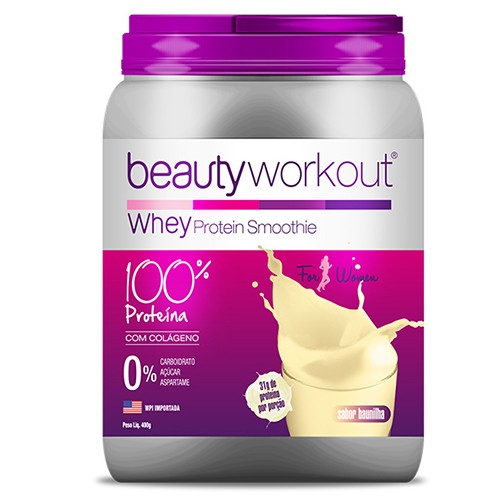 beautyworkout®
Whey Protein Smoothie
For Women
100%
Proteína
COM COLÁGENO
0% CARBOIDRATO
AÇÚCAR
ASPARTAME
31g de
proteína
por porção
WPI IMPORTADA
Peso Líq. 400g
sabor baunilha